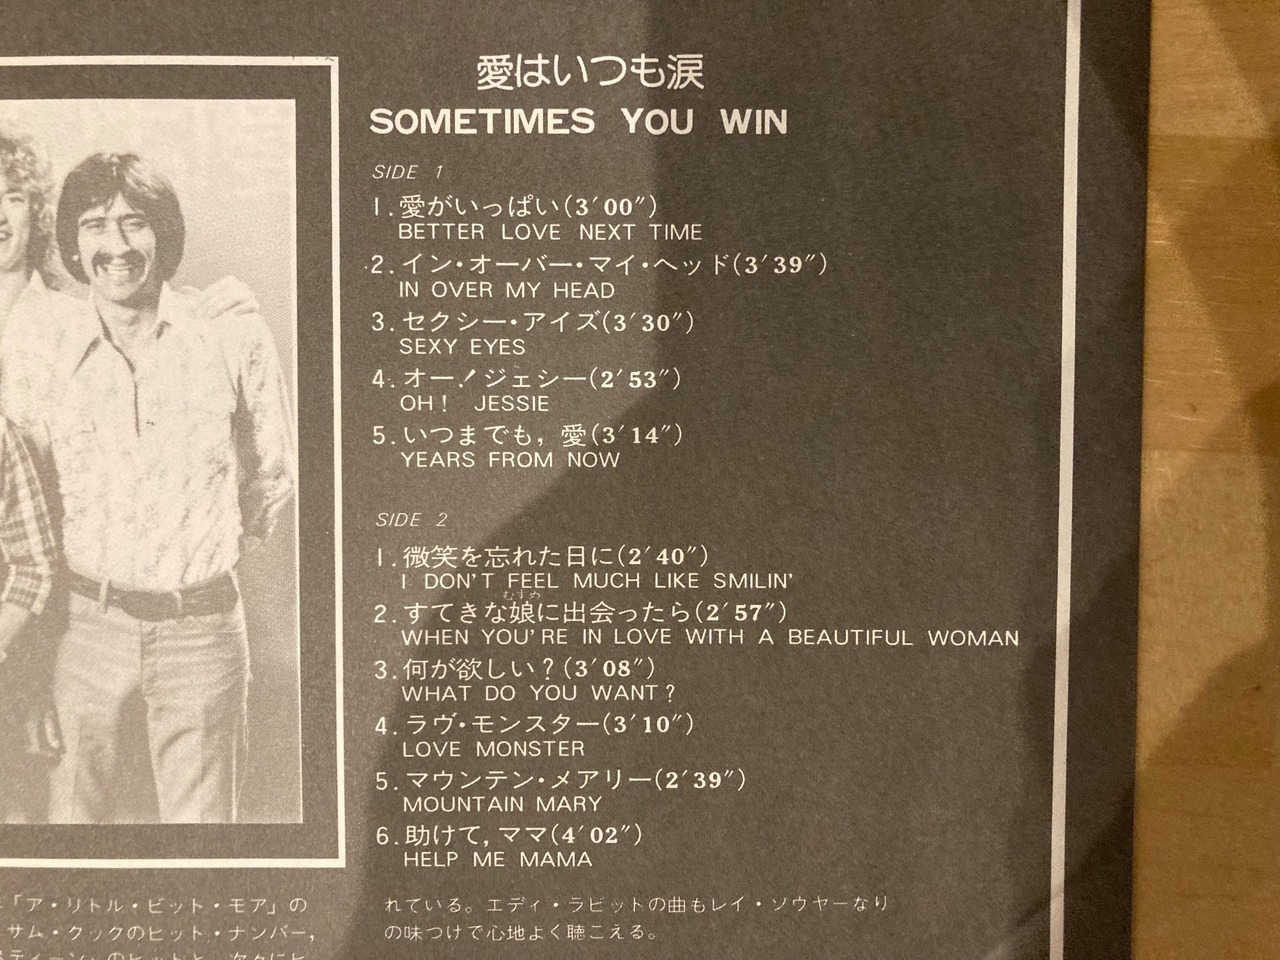 愛はいつも涙
SOMETIMES YOU WIN
SIDE 1
1.愛がいっぱい(3′00″)
BETTER LOVE NEXT TIME
2.イン・オーバー・マイ・ヘッド(3′39″)
IN OVER MY HEAD
3.セクシー・アイズ(3′30″)
SEXY EYES
4.オー!ジェシー(2′53″)
OH! JESSIE
5.いつまでも,愛(3′14″)
YEARS FROM NOW
SIDE 2
1.微笑を忘れた日に(2′40″)
I DON'T FEEL MUCH LIKE SMILIN'
むすめ
2.すてきな娘に出会ったら(2′57″)
WHEN YOU'RE IN LOVE WITH A BEAUTIFUL WOMAN
3.何が欲しい?(3′08″)
WHAT DO YOU WANT?
4.ラヴ・モンスター(3′10″)
LOVE MONSTER
5.マウンテン・メアリー(2′39″)
MOUNTAIN MARY
6.助けて,ママ(4′02″)
HELP ME MAMA
「ア・リトル・ビット・モア」の
サム・クックのヒット・ナンバー,
のヒットと,次々にヒ
れている。エディ・ラビットの曲もレイ・ソウヤーなり
の味つけで心地よく聴こえる。